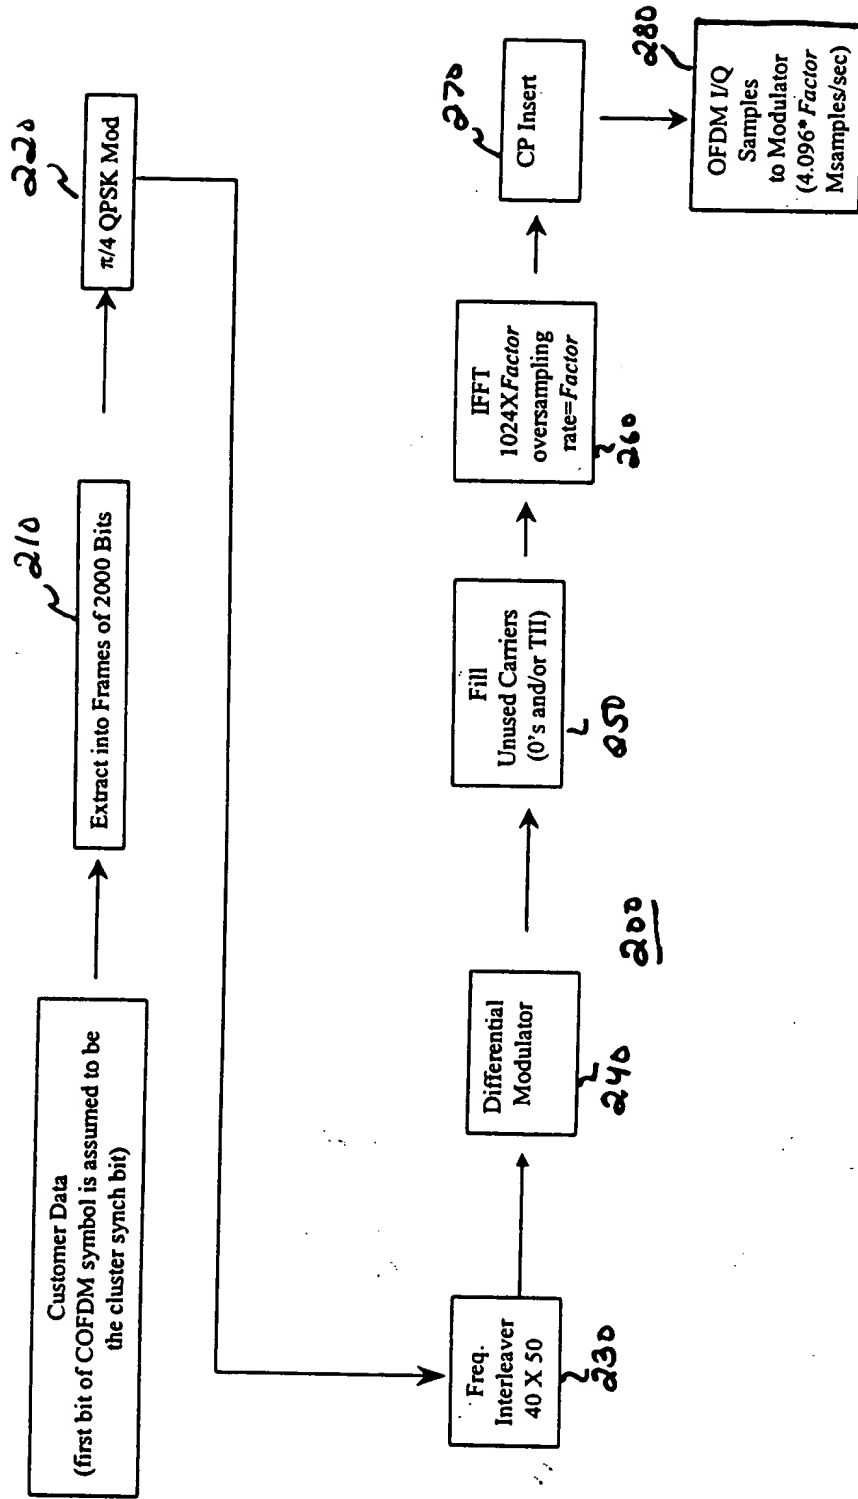 Customer Data
(first bit of COFDM symbol is assumed to be
the cluster synch bit)
210
Extract into Frames of 2000 Bits
220
π/4 QPSK Mod
Freq.
Interleaver
40 X 50
230
Differential
Modulator
240
Fill
Unused Carriers
(0's and/or TII)
250
IFFT
1024XFactor
oversampling
rate=Factor
260
270
CP Insert
280
OFDM I/Q
Samples
to Modulator
(4.096*Factor
Msamples/sec)
200